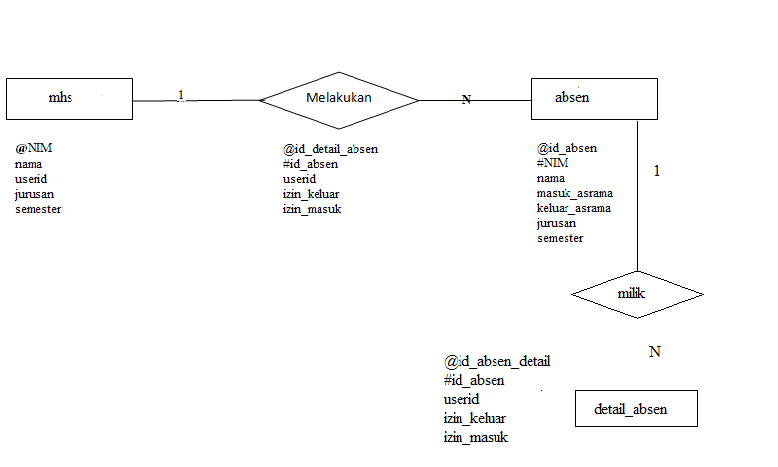 mhs
1
Melakukan
N
absen
@NIM
nama
userid
jurusan
semester
@id_detail_absen
#id_absen
userid
izin_keluar
izin_masuk
@id_absen
#NIM
nama
masuk_asrama
keluar_asrama
jurusan
semester
1
milik
N
@id_absen_detail
#id_absen
userid
izin_keluar
izin_masuk
detail_absen